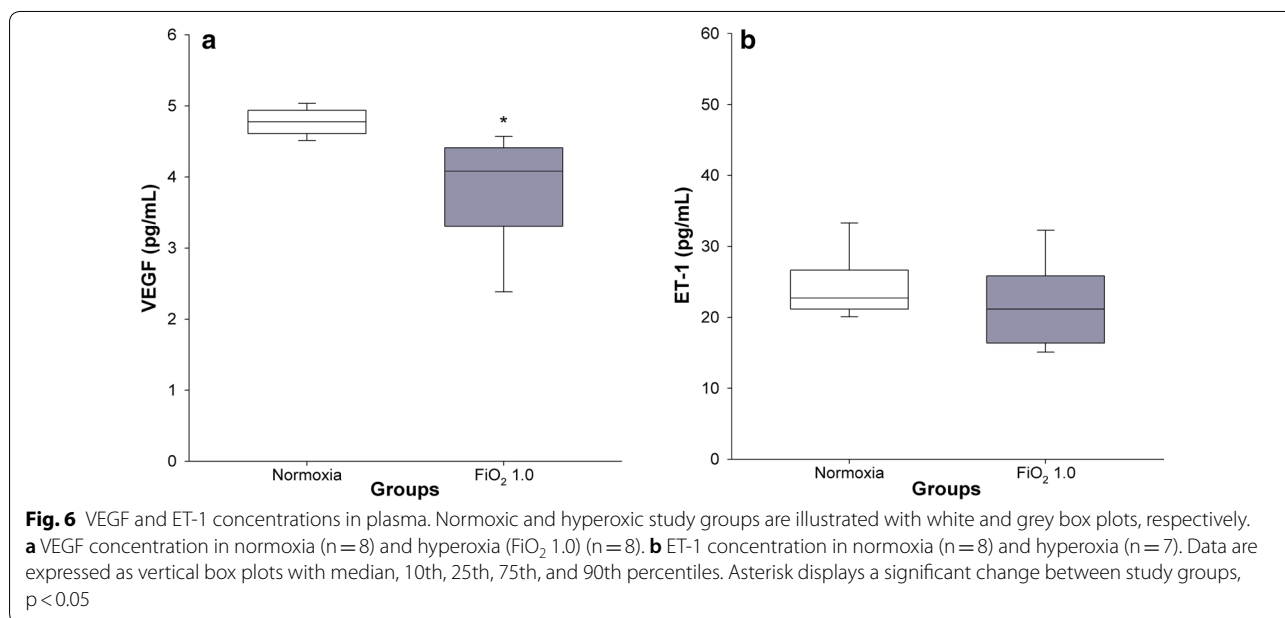 a
6
5
4
3
2
1
0
VEGF (pg/mL)
*
Normoxia
FiO₂ 1.0
Groups
b
60
50
40
30
20
10
0
ET-1 (pg/mL)
Normoxia
FiO₂ 1.0
Groups
Fig. 6 VEGF and ET-1 concentrations in plasma. Normoxic and hyperoxic study groups are illustrated with white and grey box plots, respectively.
a VEGF concentration in normoxia (n = 8) and hyperoxia (FiO₂ 1.0) (n = 8). b ET-1 concentration in normoxia (n = 8) and hyperoxia (n = 7). Data are
expressed as vertical box plots with median, 10th, 25th, 75th, and 90th percentiles. Asterisk displays a significant change between study groups,
p < 0.05